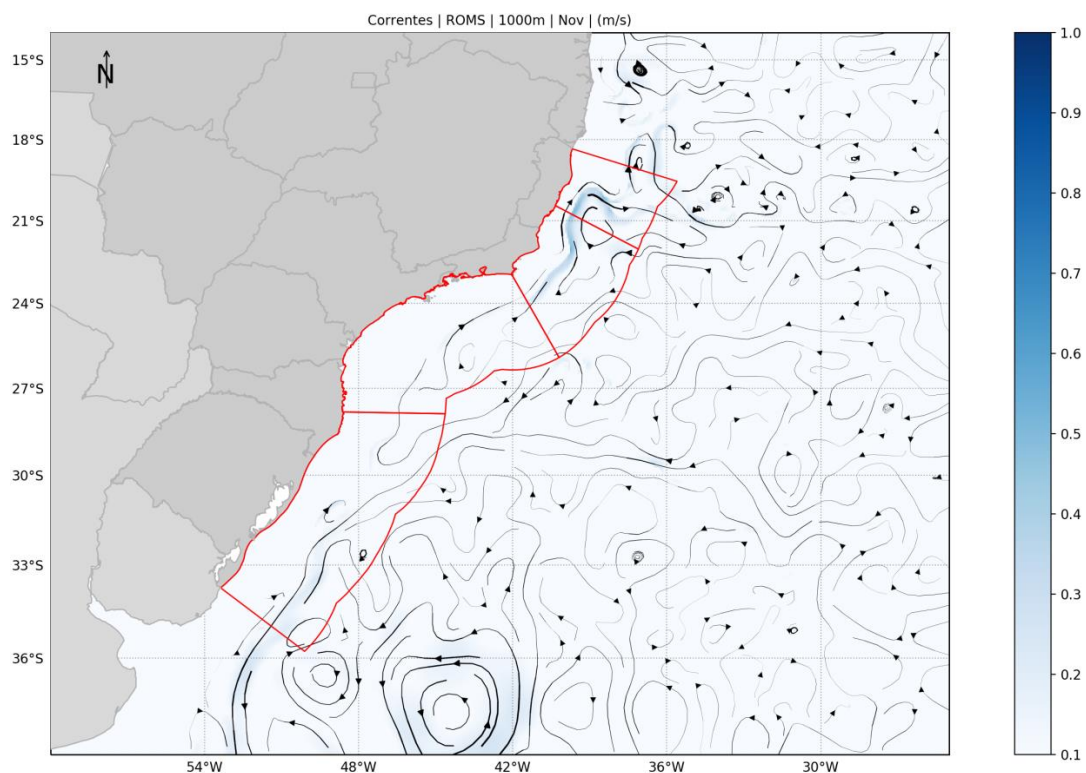 Correntes | ROMS | 1000m | Nov | (m/s)
N
15°S
18°S
21°S
24°S
27°S
30°S
33°S
36°S
54°W
48°W
42°W
36°W
30°W
1.0
0.9
0.8
0.7
0.6
0.5
0.4
0.3
0.2
0.1